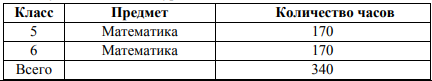 Класс Предмет Количество часов
5 Математика 170
6 Математика 170
Всего 340